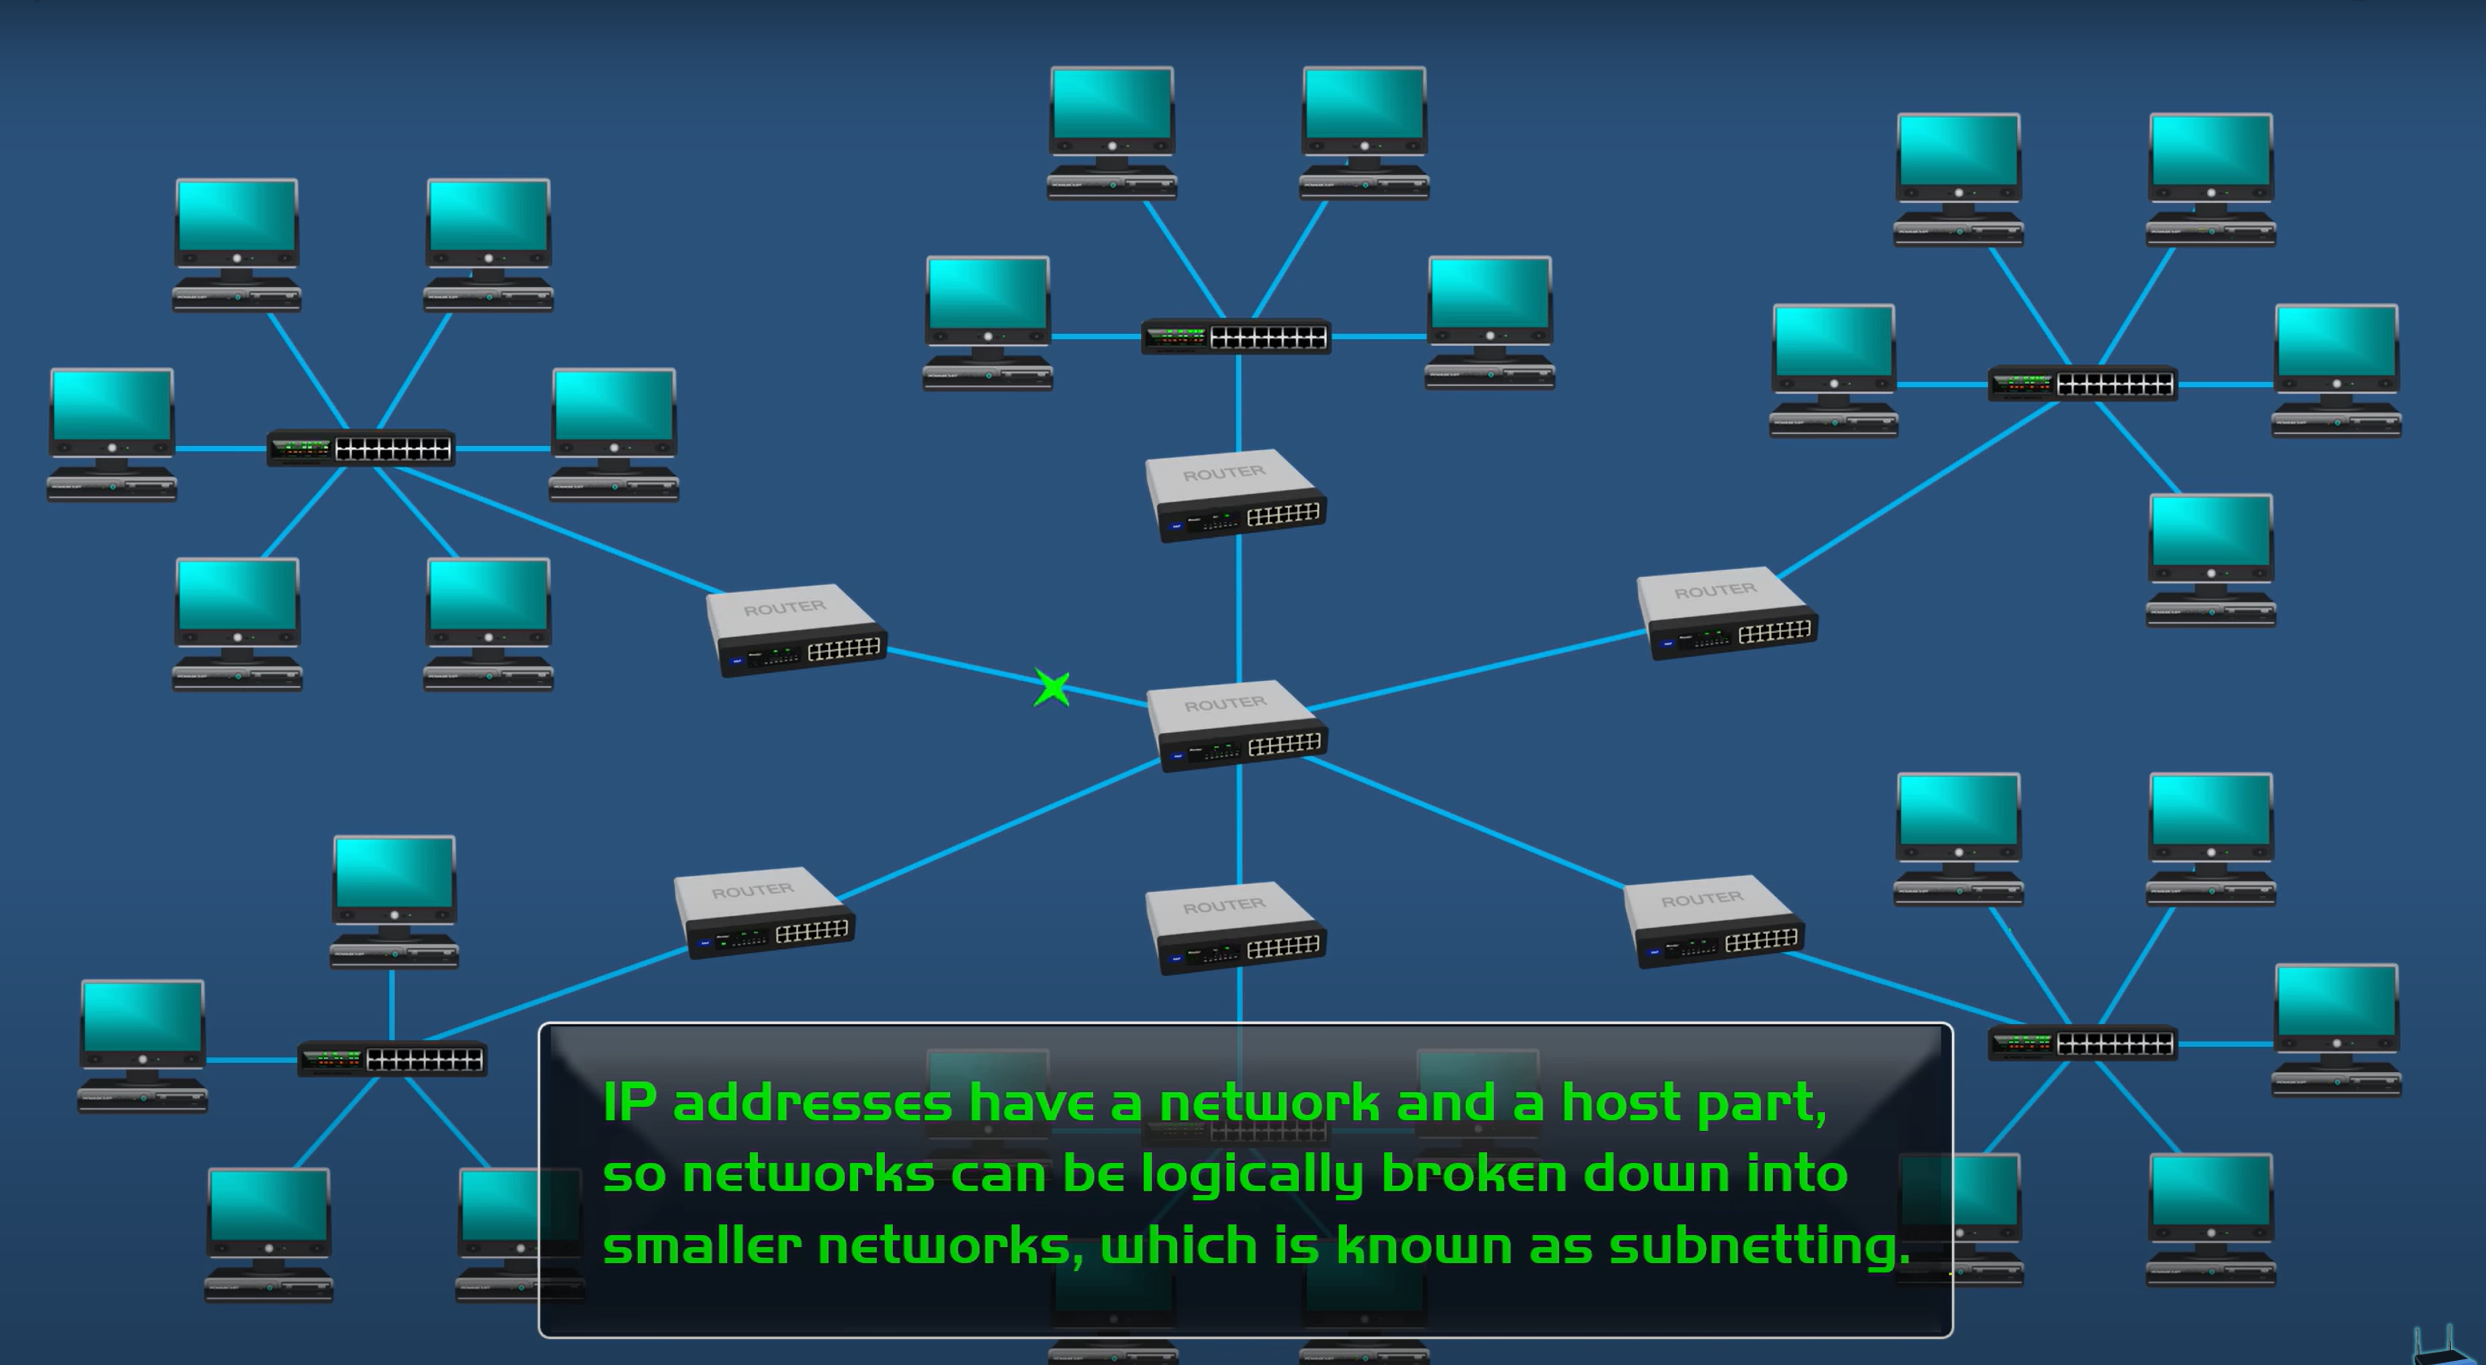 ROUTER
ROUTER
ROUTER
ROUTER
ROUTER
ROUTER
ROUTER
IP addresses have a network and a host part,
so networks can be logically broken down into
smaller networks, which is known as subnetting.